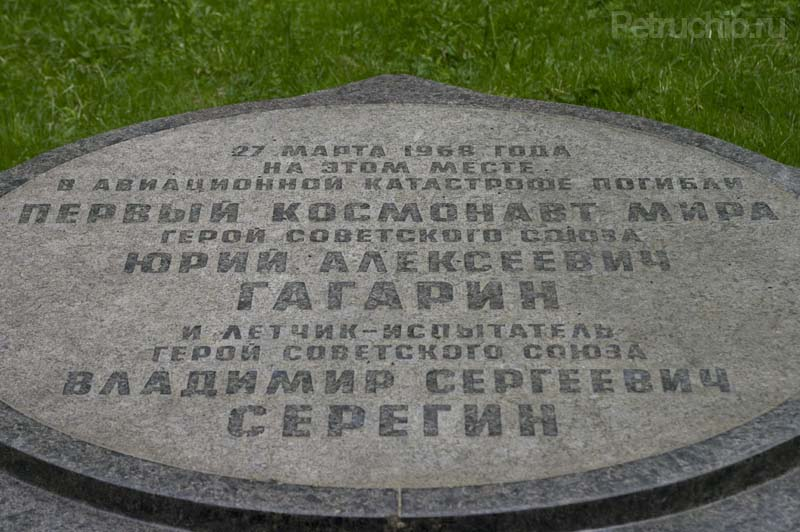 Petruchio.ru
27 МАРТА 1968 ГОДА
НА ЭТОМ МЕСТЕ
В АВИАЦИОННОЙ КАТАСТРОФЕ ПОГИБЛИ
ПЕРВЫЙ КОСМОНАВТ МИРА
ГЕРОЙ СОВЕТСКОГО СОЮЗА
ЮРИЙ АЛЕКСЕЕВИЧ
ГАГАРИН
И ЛЕТЧИК-ИСПЫТАТЕЛЬ
ГЕРОЙ СОВЕТСКОГО СОЮЗА
ВЛАДИМИР СЕРГЕЕВИЧ
СЕРЕГИН